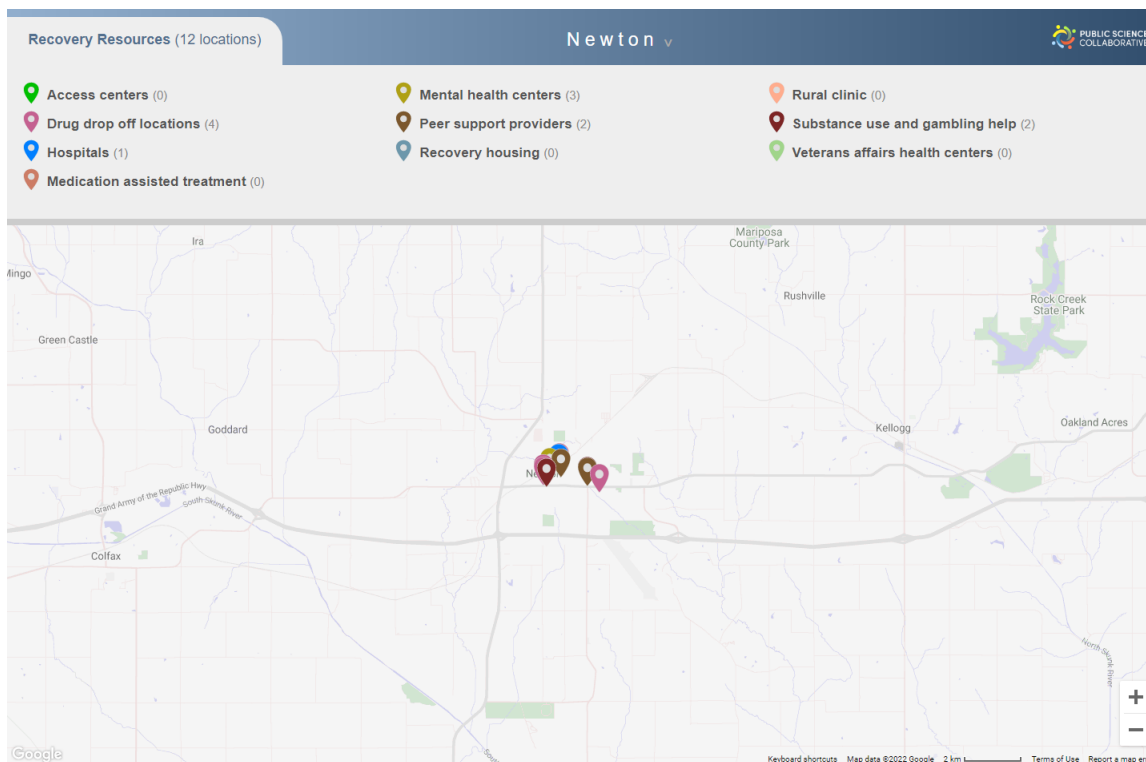 Recovery Resources (12 locations)
Newton v
PUBLIC SCIENCE
COLLABORATIVE
Access centers (0)
Mental health centers (3)
Rural clinic (0)
Drug drop off locations (4)
Peer support providers (2)
Substance use and gambling help (2)
Hospitals (1)
Recovery housing (0)
Veterans affairs health centers (0)
Medication assisted treatment (0)
Mariposa
County Park
Ira
Mingo
Rushville
Rock Creek
State Park
Green Castle
Goddard
Kellogg
Oakland Acres
Grand Army of the Republic Hwy
South Skunk River
Colfax
North Skunk River
+
−
Google
Keyboard shortcuts Map data ©2022 Google 2 km Terms of Use Report a map er